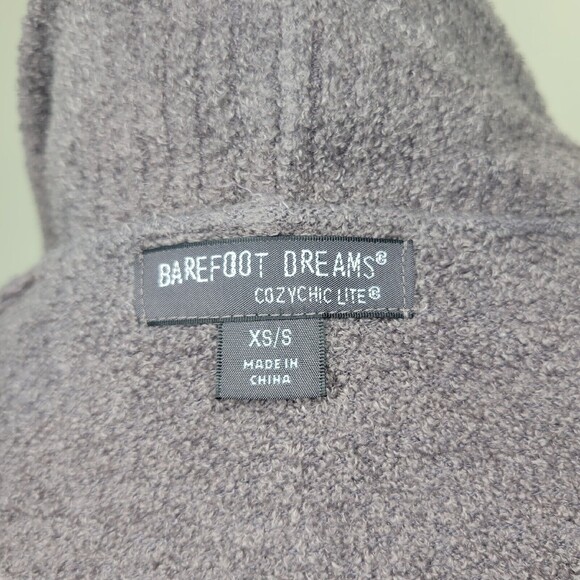 BAREFOOT DREAMS®
COZYCHIC LITE®
XS/S
MADE IN
CHINA